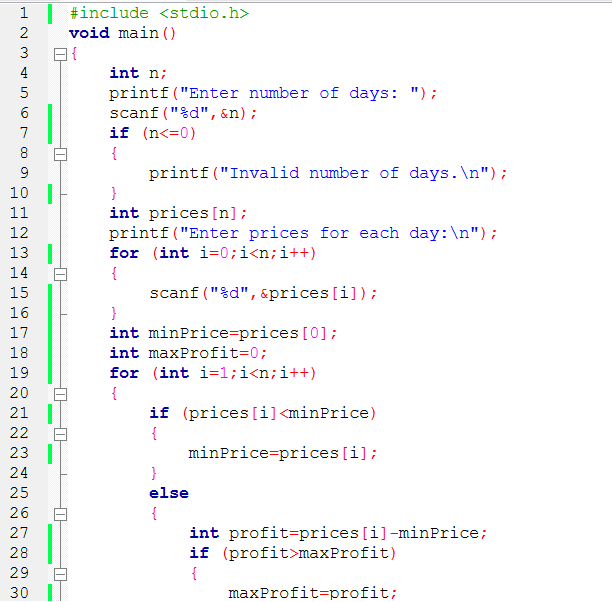 1 #include <stdio.h>
2 void main()
3 {
4     int n;
5     printf("Enter number of days: ");
6     scanf("%d",&n);
7     if (n<=0)
8     {
9         printf("Invalid number of days.\n");
10     }
11     int prices[n];
12     printf("Enter prices for each day:\n");
13     for (int i=0;i<n;i++)
14     {
15         scanf("%d",&prices[i]);
16     }
17     int minPrice=prices[0];
18     int maxProfit=0;
19     for (int i=1;i<n;i++)
20     {
21         if (prices[i]<minPrice)
22         {
23             minPrice=prices[i];
24         }
25         else
26         {
27             int profit=prices[i]-minPrice;
28             if (profit>maxProfit)
29             {
30                 maxProfit=profit;